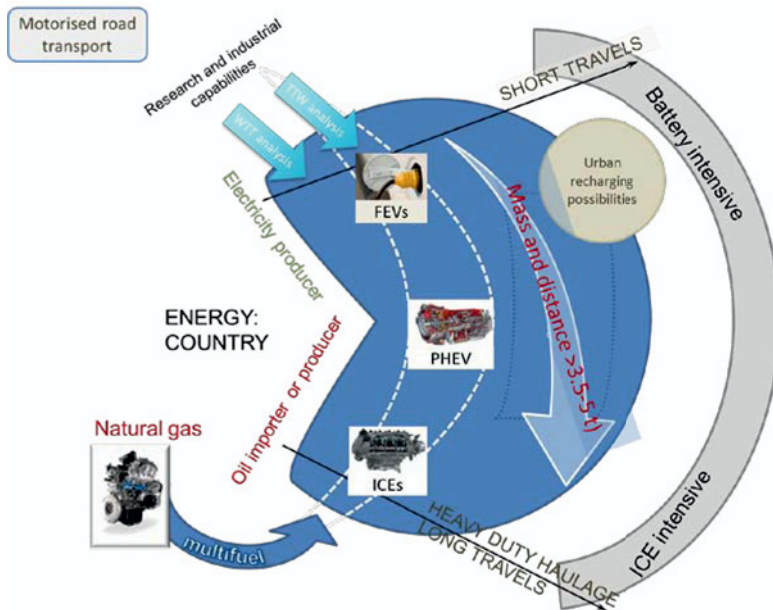 Motorised road
transport
Research and industrial
capabilities
TTW analysis
WTT analysis
SHORT TRAVELS
Battery intensive
Urban
recharging
possibilities
FEVs
Electricity producer
Mass and distance >3.5-5 t)
ENERGY:
COUNTRY
PHEV
Oil importer or producer
Natural gas
ICEs
multifuel
HEAVY DUTY HAULAGE
LONG TRAVELS
ICE intensive